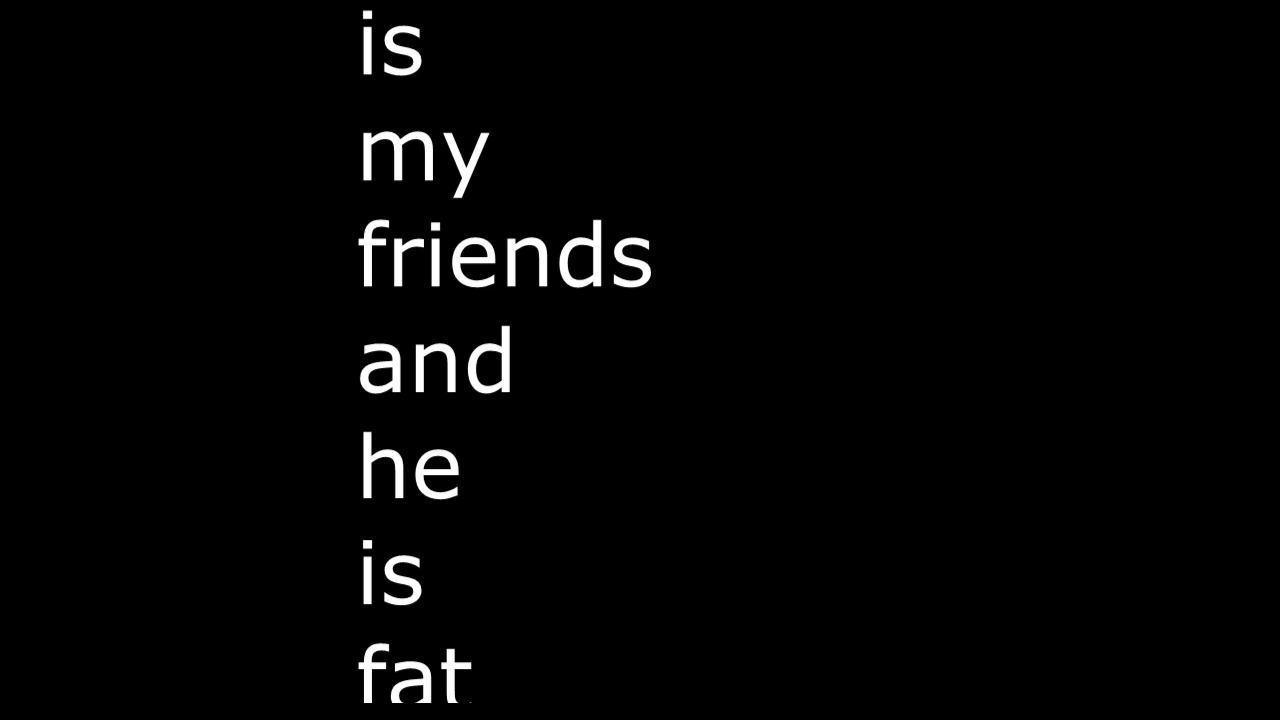 is
my
friends
and
he
is
fat